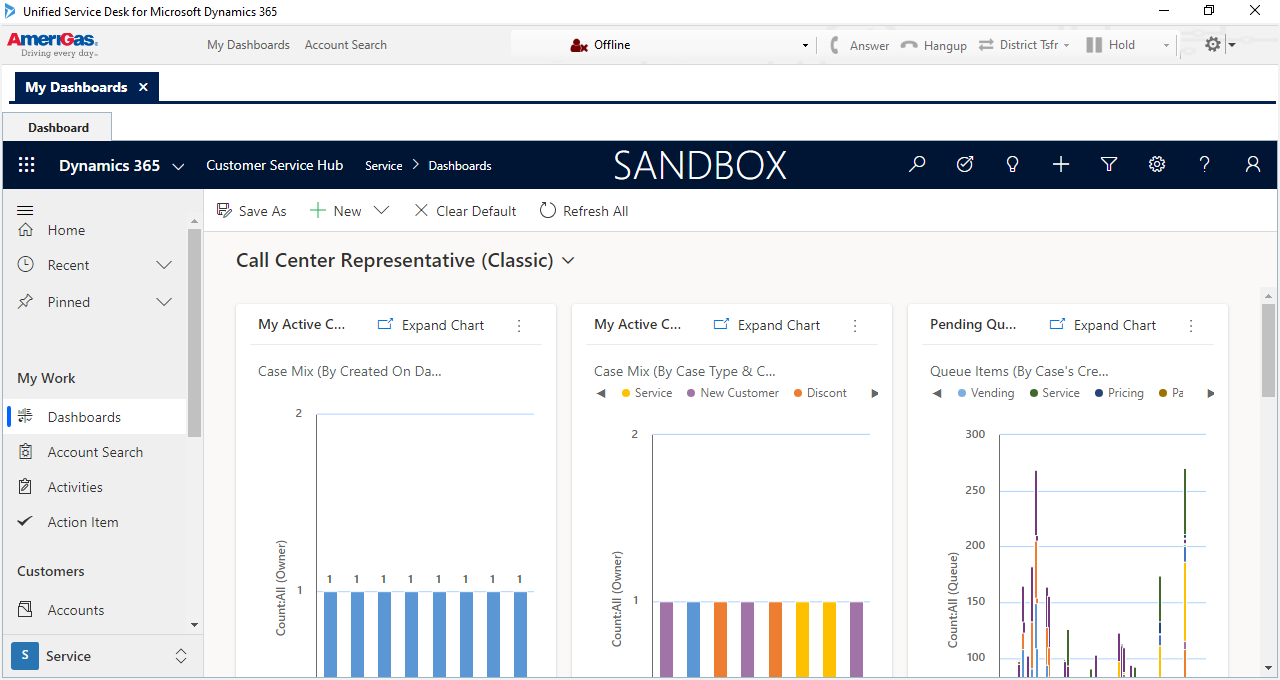 Unified Service Desk for Microsoft Dynamics 365
AmeriGas
Driving every day...
My Dashboards Account Search Offline Answer Hangup District Tsfr Hold
My Dashboards
Dashboard
Dynamics 365 Customer Service Hub Service Dashboards SANDBOX
Save As New Clear Default Refresh All
Home
Recent
Pinned
My Work
Dashboards
Account Search
Activities
Action Item
Customers
Accounts
S Service
Call Center Representative (Classic)
My Active C... Expand Chart
Case Mix (By Created On Da...
2
1
Count:All (Owner)
1 1 1 1 1 1 1 1
My Active C... Expand Chart
Case Mix (By Case Type & C...
Service New Customer Discont
2
1
Count:All (Owner)
Pending Qu... Expand Chart
Queue Items (By Case's Cre...
Vending Service Pricing Pa
300
250
200
150
100
Count:All (Queue)